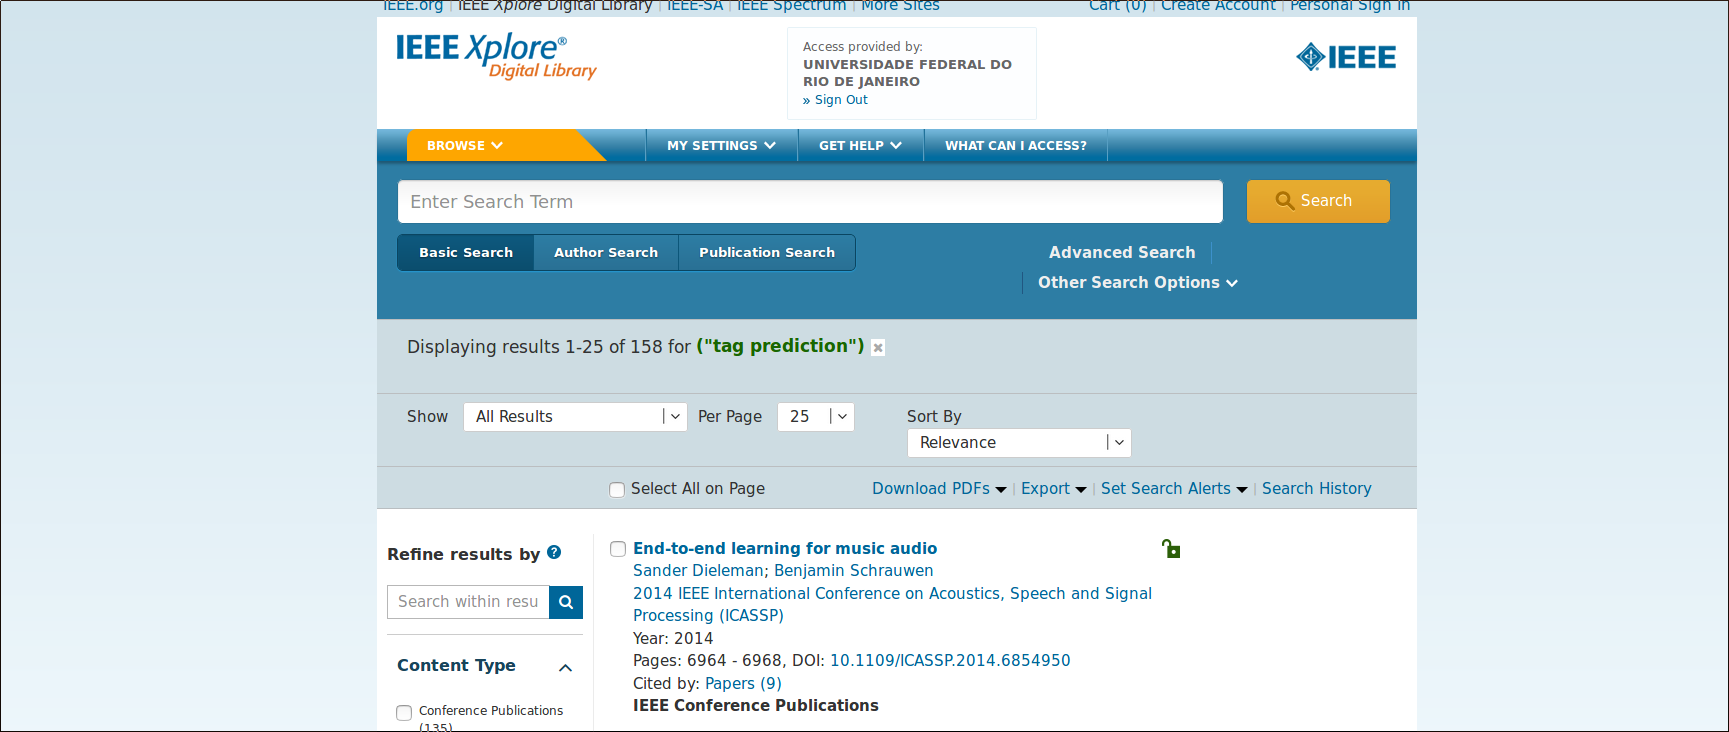 IEEE.org | IEEE Xplore Digital Library | IEEE-SA | IEEE Spectrum | More Sites
Cart (0) | Create Account | Personal Sign In
IEEE Xplore®
Digital Library
Access provided by:
UNIVERSIDADE FEDERAL DO
RIO DE JANEIRO
» Sign Out
IEEE
BROWSE
MY SETTINGS
GET HELP
WHAT CAN I ACCESS?
Enter Search Term
Search
Basic Search
Author Search
Publication Search
Advanced Search
Other Search Options
Displaying results 1-25 of 158 for ("tag prediction")
Show All Results Per Page 25
Sort By
Relevance
Select All on Page
Download PDFs | Export | Set Search Alerts | Search History
Refine results by ?
Search within resu
Content Type
Conference Publications
(135)
End-to-end learning for music audio
Sander Dieleman; Benjamin Schrauwen
2014 IEEE International Conference on Acoustics, Speech and Signal
Processing (ICASSP)
Year: 2014
Pages: 6964 - 6968, DOI: 10.1109/ICASSP.2014.6854950
Cited by: Papers (9)
IEEE Conference Publications